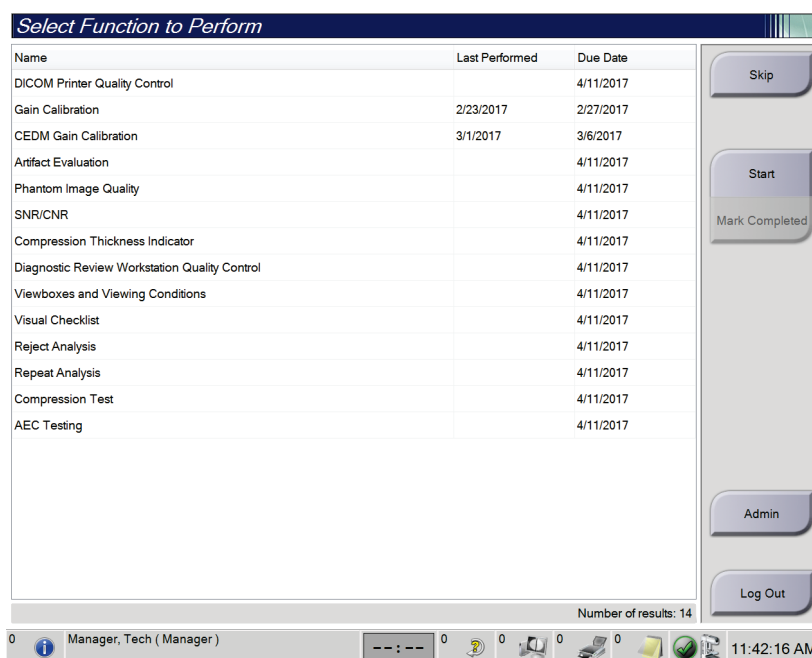 Select Function to Perform
Name Last Performed Due Date
DICOM Printer Quality Control 4/11/2017
Gain Calibration 2/23/2017 2/27/2017
CEDM Gain Calibration 3/1/2017 3/6/2017
Artifact Evaluation 4/11/2017
Phantom Image Quality 4/11/2017
SNR/CNR 4/11/2017
Compression Thickness Indicator 4/11/2017
Diagnostic Review Workstation Quality Control 4/11/2017
Viewboxes and Viewing Conditions 4/11/2017
Visual Checklist 4/11/2017
Reject Analysis 4/11/2017
Repeat Analysis 4/11/2017
Compression Test 4/11/2017
AEC Testing 4/11/2017
Number of results: 14
Skip
Start
Mark Completed
Admin
Log Out
0 Manager, Tech ( Manager ) --:-- 0 0 0 0 11:42:16 AM